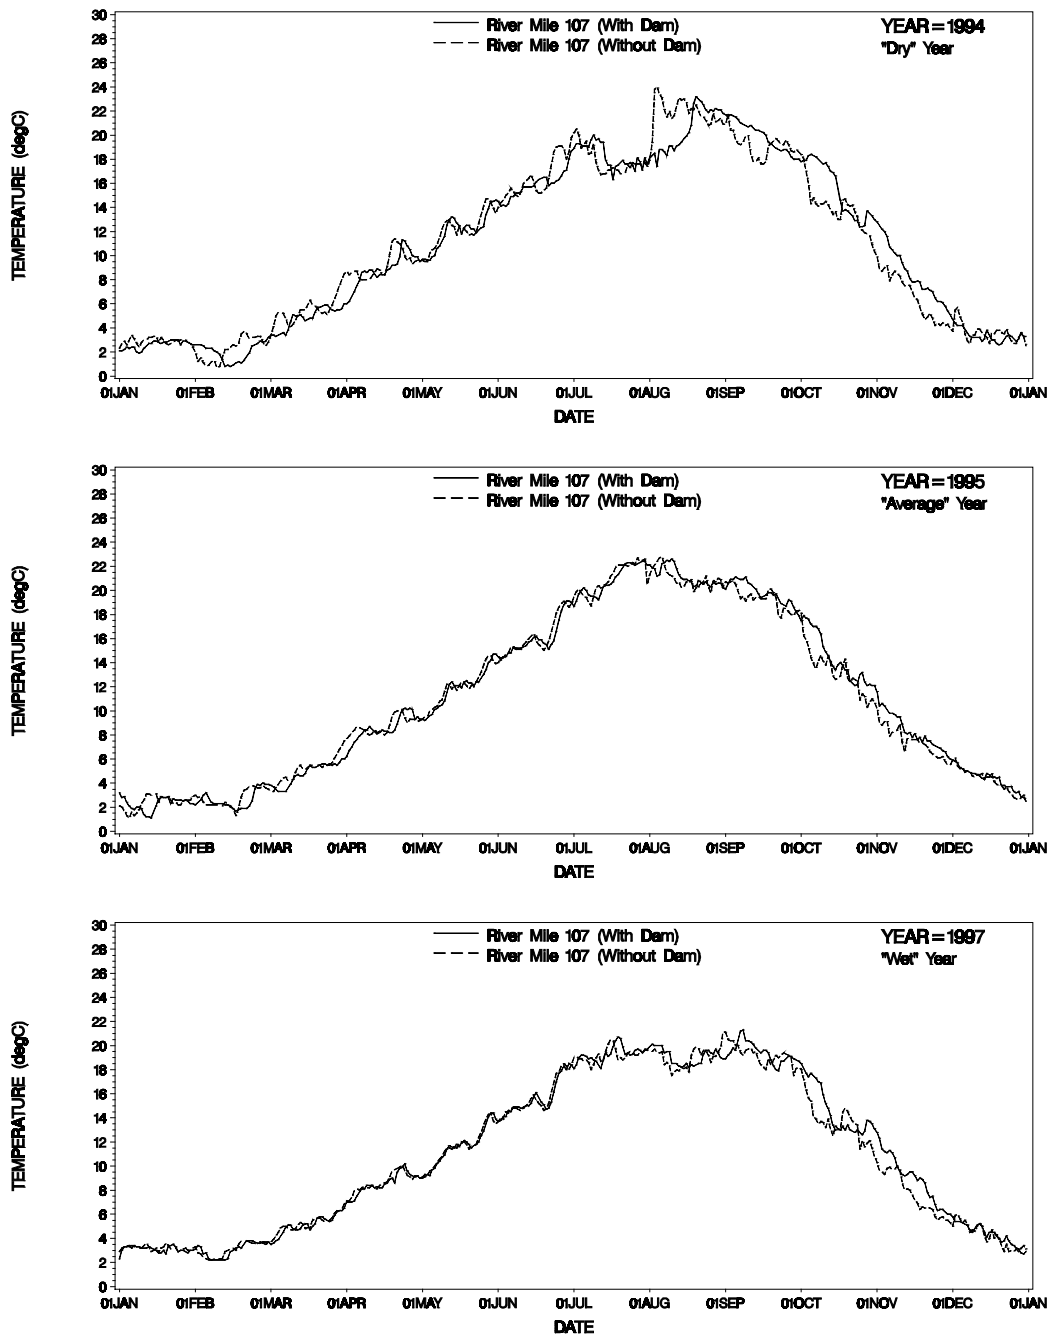 River Mile 107 (With Dam)
River Mile 107 (Without Dam)
YEAR=1994
"Dry" Year
TEMPERATURE (degC)
30
28
26
24
22
20
18
16
14
12
10
8
6
4
2
0
01JAN 01FEB 01MAR 01APR 01MAY 01JUN 01JUL 01AUG 01SEP 01OCT 01NOV 01DEC 01JAN
DATE
River Mile 107 (With Dam)
River Mile 107 (Without Dam)
YEAR=1995
"Average" Year
TEMPERATURE (degC)
30
28
26
24
22
20
18
16
14
12
10
8
6
4
2
0
01JAN 01FEB 01MAR 01APR 01MAY 01JUN 01JUL 01AUG 01SEP 01OCT 01NOV 01DEC 01JAN
DATE
River Mile 107 (With Dam)
River Mile 107 (Without Dam)
YEAR=1997
"Wet" Year
TEMPERATURE (degC)
30
28
26
24
22
20
18
16
14
12
10
8
6
4
2
0
01JAN 01FEB 01MAR 01APR 01MAY 01JUN 01JUL 01AUG 01SEP 01OCT 01NOV 01DEC 01JAN
DATE